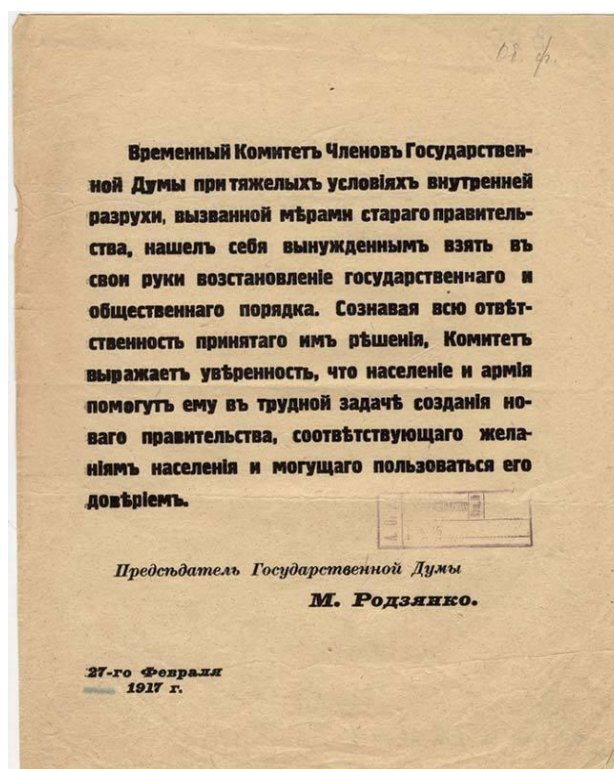 08. ф.
Временный Комитетъ Членовъ Государствен-
ной Думы при тяжелыхъ условіяхъ внутренней
разрухи, вызванной мѣрами стараго правитель-
ства, нашелъ себя вынужденнымъ взять въ
свои руки возстановленіе государственнаго и
общественнаго порядка. Сознавая всю отвѣт-
ственность принятаго имъ рѣшенія, Комитетъ
выражаетъ увѣренность, что населеніе и армія
помогутъ ему въ трудной задачѣ созданія но-
ваго правительства, соотвѣтствующаго жела-
ніямъ населенія и могущаго пользоваться его
довѣріемъ.
Предсѣдатель Государственной Думы
М. Родзянко.
27-го Февраля
1917 г.